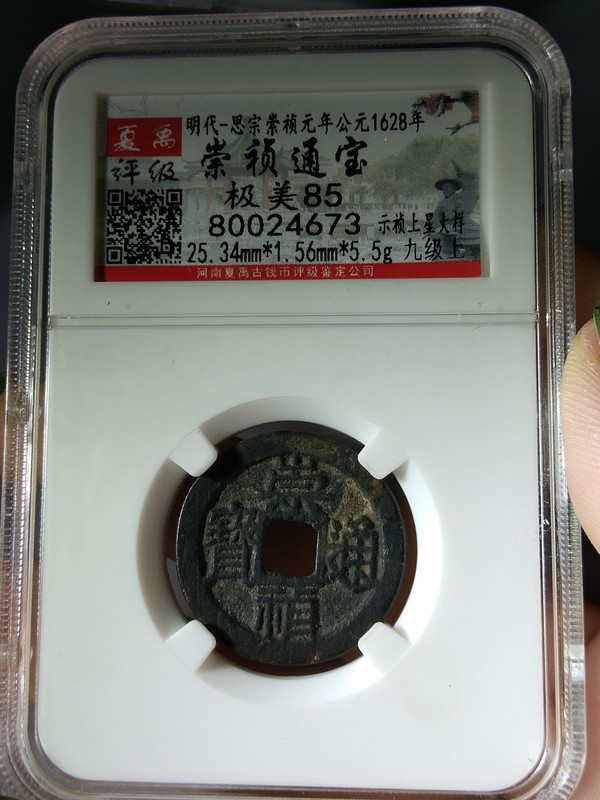 夏禹
评级
明代-思宗崇祯元年公元1628年
崇祯通宝
极美85
80024673 示祯上星大样
25.34mm*1.56mm*5.5g 九级上
河南夏禹古钱币评级鉴定公司
崇
禎
通
寶